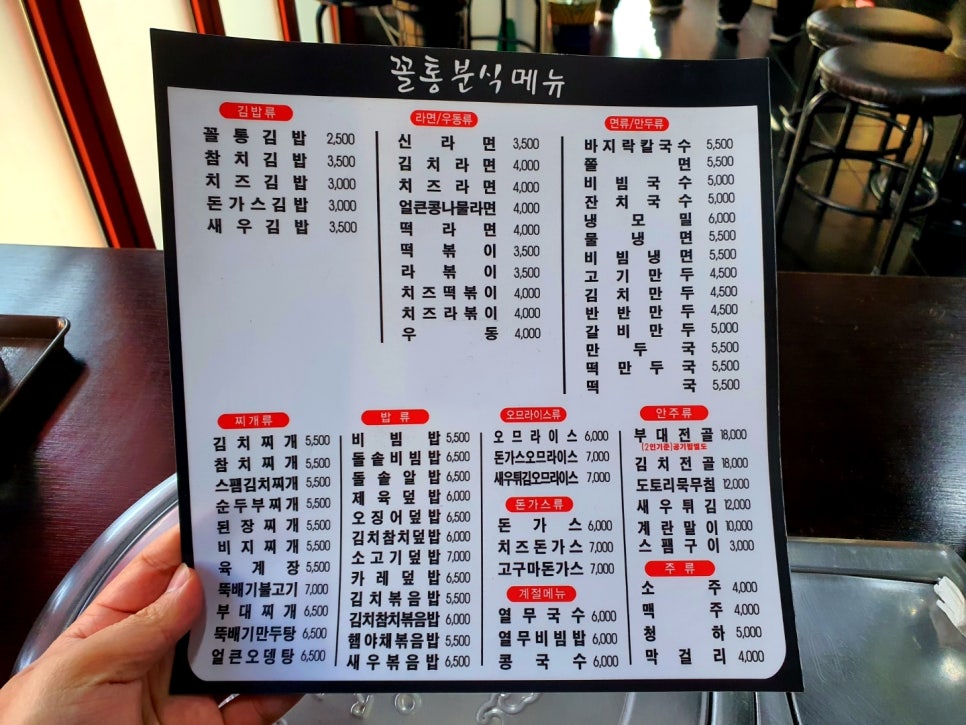 꼴통분식메뉴
김밥류
꼴통김밥 2,500
참치김밥 3,500
치즈김밥 3,000
돈가스김밥 3,000
새우김밥 3,500
라면/우동류
신라면 3,500
김치라면 4,000
치즈라면 4,000
얼큰콩나물라면 4,000
떡라면 4,000
떡볶이 3,500
라볶이 3,500
치즈떡볶이 4,000
치즈라볶이 4,000
우동 4,000
면류/만두류
바지락칼국수 5,500
쫄면 5,500
비빔국수 5,000
잔치국수 5,000
냉모밀 6,000
물냉면 5,500
비빔냉면 5,500
고기만두 4,500
김치만두 4,500
반반만두 4,500
갈비만두 5,000
만두국 5,500
떡만두국 5,500
떡국 5,500
찌개류
김치찌개 5,500
참치찌개 5,500
스팸김치찌개 5,500
순두부찌개 5,500
된장찌개 5,500
비지찌개 5,500
육계장 5,500
뚝배기불고기 7,000
부대찌개 6,500
뚝배기만두탕 6,500
얼큰오뎅탕 6,500
밥류
비빔밥 5,500
돌솥비빔밥 6,500
돌솥알밥 6,500
제육덮밥 6,000
오징어덮밥 6,500
김치참치덮밥 6,000
소고기덮밥 7,000
카레덮밥 6,500
김치볶음밥 5,500
김치참치볶음밥 6,000
햄야채볶음밥 5,500
새우볶음밥 6,500
오므라이스류
오므라이스 6,000
돈가스오므라이스 7,000
새우튀김오므라이스 7,000
돈가스류
돈가스 6,000
치즈돈가스 7,000
고구마돈가스 7,000
계절메뉴
열무국수 6,000
열무비빔밥 6,000
콩국수 6,000
안주류
부대전골 18,000
(2인기준)공기밥별도
김치전골 18,000
도토리묵무침 12,000
새우튀김 12,000
계란말이 10,000
스팸구이 3,000
주류
소주 4,000
맥주 4,000
청하 5,000
막걸리 4,000